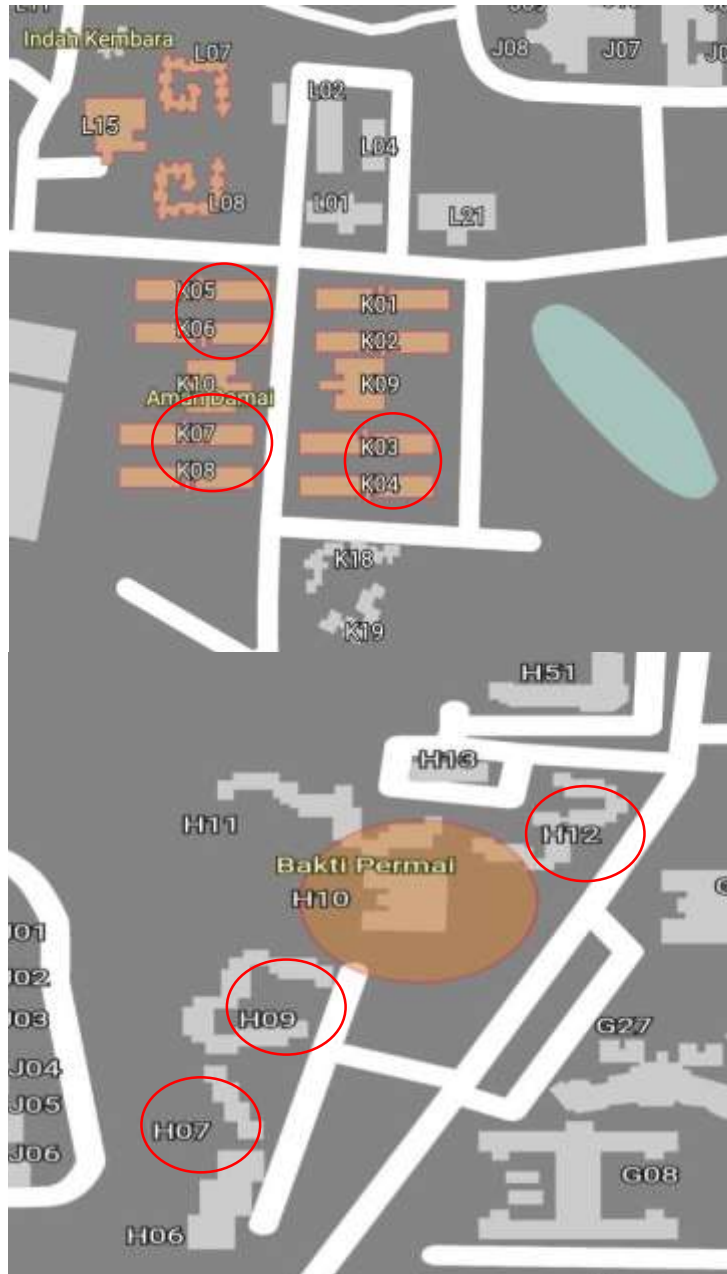 Indah Kembara
L07
J08
J07
L15
L02
L04
L08
L01
L21
K05
K01
K06
K02
K10
K09
Aman Damai
K07
K03
K08
K04
K18
K19
H51
H13
H11
H12
Bakti Permai
H10
J01
J02
H09
J03
G27
J04
J05
H07
J06
G08
H06